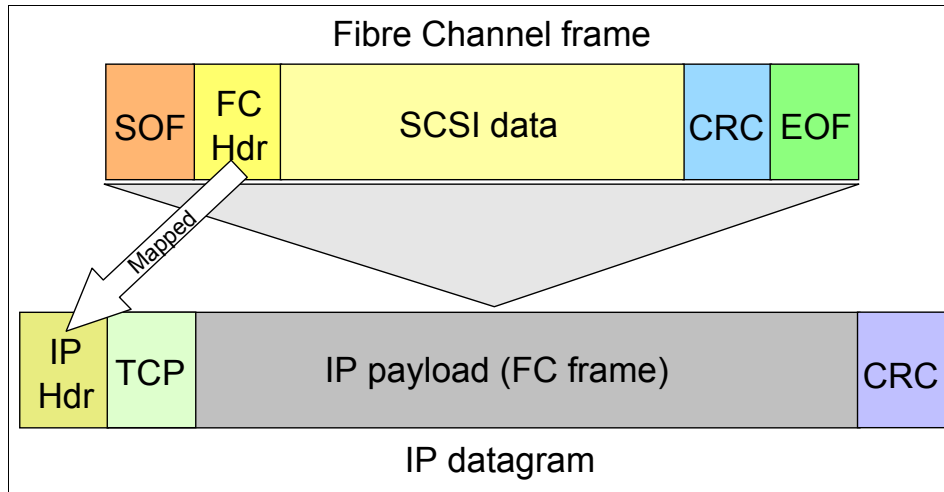 Fibre Channel frame
SOF
FC
Hdr
SCSI data
CRC
EOF
Mapped
IP
Hdr
TCP
IP payload (FC frame)
CRC
IP datagram